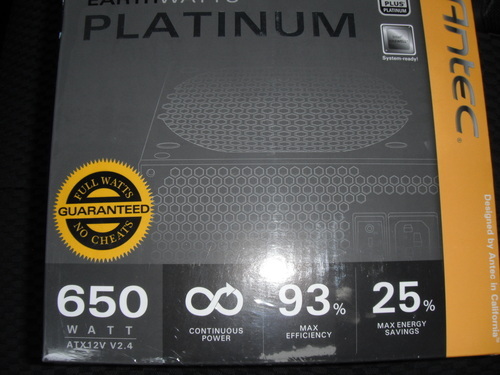 EARTHWATTS
PLATINUM
PLUS
PLATINUM
System-ready!
Antec
Designed by Antec in California
FULL WATTS
GUARANTEED
NO CHEATS
650
WATT
ATX12V V2.4
CONTINUOUS
POWER
93%
MAX
EFFICIENCY
25%
MAX ENERGY
SAVINGS